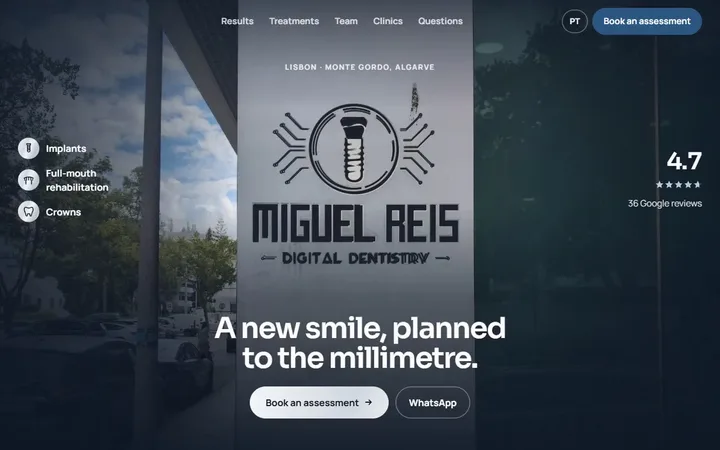 Results
Treatments
Team
Clinics
Questions
PT
Book an assessment
LISBON · MONTE GORDO, ALGARVE
Implants
Full-mouth
rehabilitation
Crowns
4.7
36 Google reviews
MIGUEL REIS
DIGITAL DENTISTRY
A new smile, planned
to the millimetre.
Book an assessment →
WhatsApp